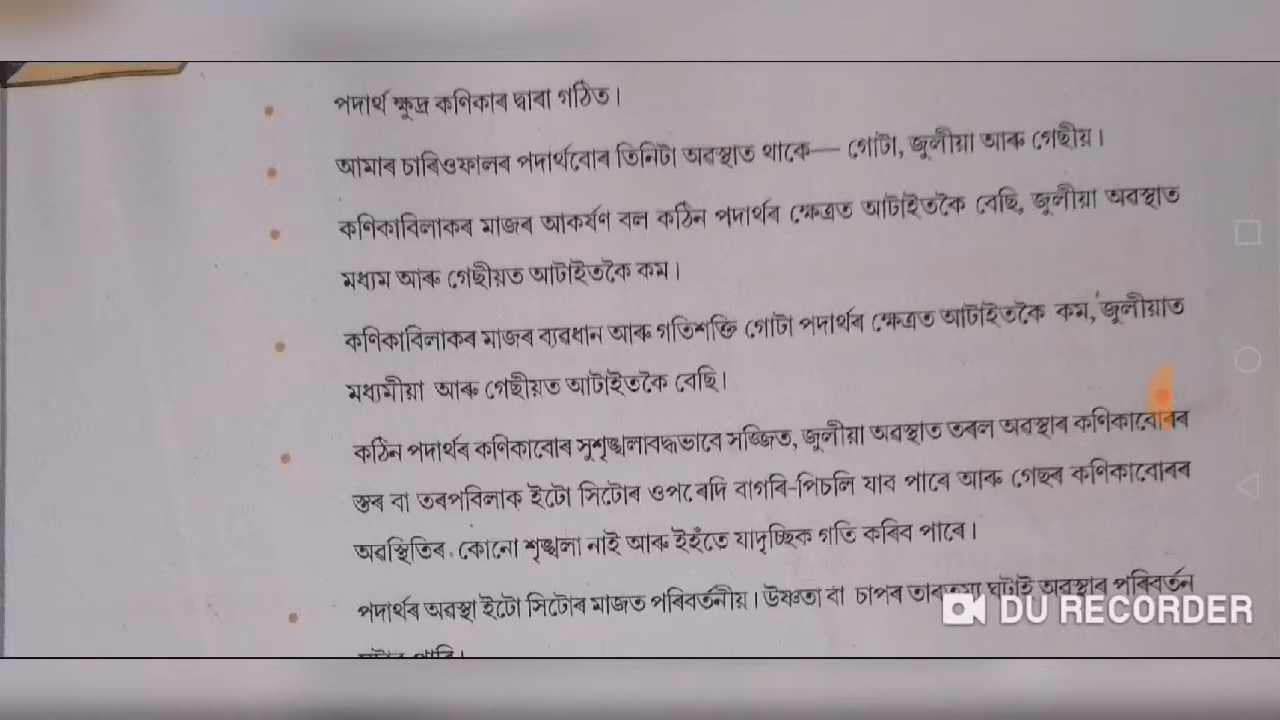 পদাৰ্থ ক্ষুদ্ৰ কণিকাৰ দ্বাৰা গঠিত।
আমাৰ চাৰিওফালৰ পদাৰ্থবোৰ তিনিটা অৱস্থাত থাকে— গোটা, জুলীয়া আৰু গেছীয়।
কণিকাবিলাকৰ মাজৰ আকৰ্ষণ বল কঠিন পদাৰ্থৰ ক্ষেত্ৰত আটাইতকৈ বেছি, জুলীয়া অৱস্থাত
মধ্যম আৰু গেছীয়ত আটাইতকৈ কম।
কণিকাবিলাকৰ মাজৰ ব্যৱধান আৰু গতিশক্তি গোটা পদাৰ্থৰ ক্ষেত্ৰত আটাইতকৈ কম, জুলীয়াত
মধ্যমীয়া আৰু গেছীয়ত আটাইতকৈ বেছি।
কঠিন পদাৰ্থৰ কণিকাবোৰ সুশৃঙ্খলাবদ্ধভাবে সজ্জিত, জুলীয়া অৱস্থাত তৰল অৱস্থাৰ কণিকাবোৰৰ
স্তৰ বা তৰপবিলাক ইটো সিটোৰ ওপৰেদি বাগৰি-পিচলি যাব পাৰে আৰু গেছৰ কণিকাবোৰৰ
অৱস্থিতিৰ কোনো শৃঙ্খলা নাই আৰু ইহঁতে যাদৃচ্ছিক গতি কৰিব পাৰে।
পদাৰ্থৰ অৱস্থা ইটো সিটোৰ মাজত পৰিবৰ্তনীয়। উষ্ণতা বা চাপৰ তাৰতম্য ঘটাই অৱস্থাৰ পৰিবৰ্তন
DU RECORDER